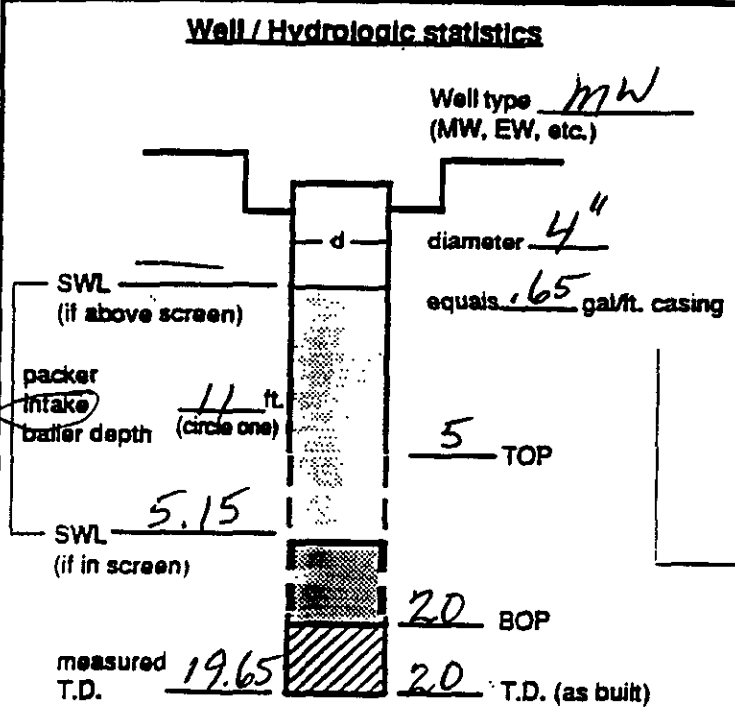 Well / Hydrologic statistics
Well type MW
(MW, EW, etc.)
d
diameter 4"
SWL —
(if above screen)
equals .65 gal/ft. casing
packer
intake
bailer depth 11 ft.
(circle one)
5 TOP
SWL 5.15
(if in screen)
20 BOP
measured
T.D. 19.65
20 T.D. (as built)